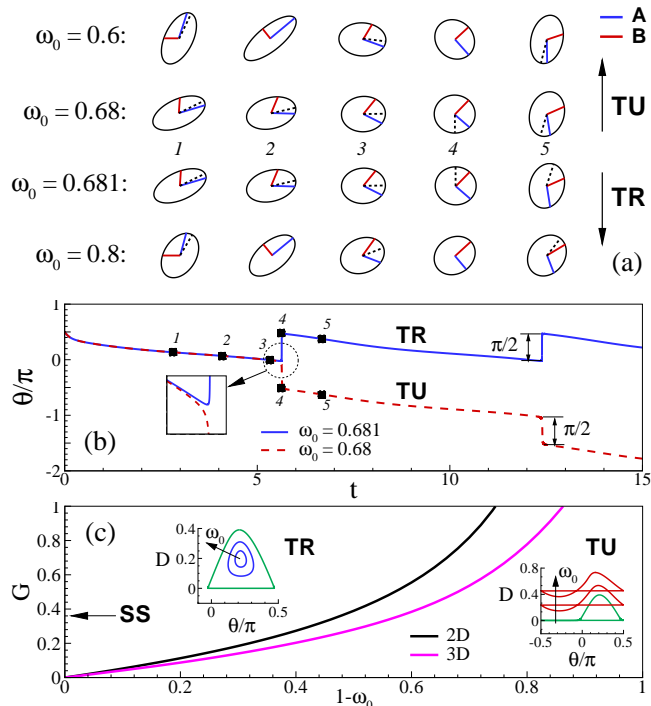 ω₀ = 0.6:
A
B
ω₀ = 0.68:
TU
1 2 3 4 5
ω₀ = 0.681:
TR
ω₀ = 0.8:
(a)
1
4
TR
1
2
3
5
π/2
θ/π
0
-1
-2
4
5
TU
π/2
(b)
ω₀ = 0.681
ω₀ = 0.68
0 5 10 15
t
1
(c)
0.4
ω₀
TR
TU
0.8
D
0.2
0.8
ω₀
0.6
0
0 0.5
D
0.4
G
θ/π
0.4
SS
2D
0
0.2
3D
-0.5 0 0.5
θ/π
0
0.2 0.4 0.6 0.8 1
1-ω₀